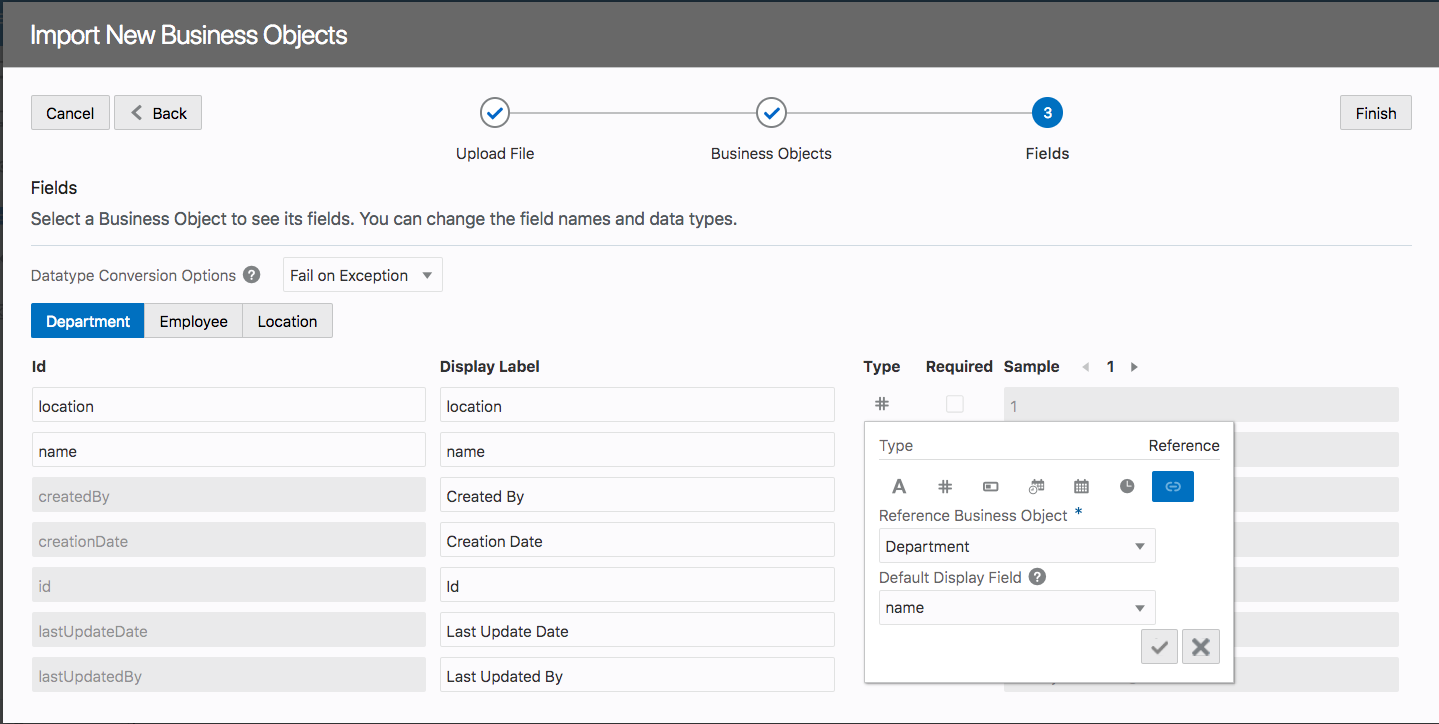 Import New Business Objects
Cancel Back Finish
3
Upload File Business Objects Fields
Fields
Select a Business Object to see its fields. You can change the field names and data types.
Datatype Conversion Options ? Fail on Exception
Department Employee Location
Id Display Label Type Required Sample 1
location location # 1
name name
Type Reference
createdBy Created By
A #
Reference Business Object *
creationDate Creation Date
Department
Default Display Field ?
id Id
name
lastUpdateDate Last Update Date
lastUpdatedBy Last Updated By